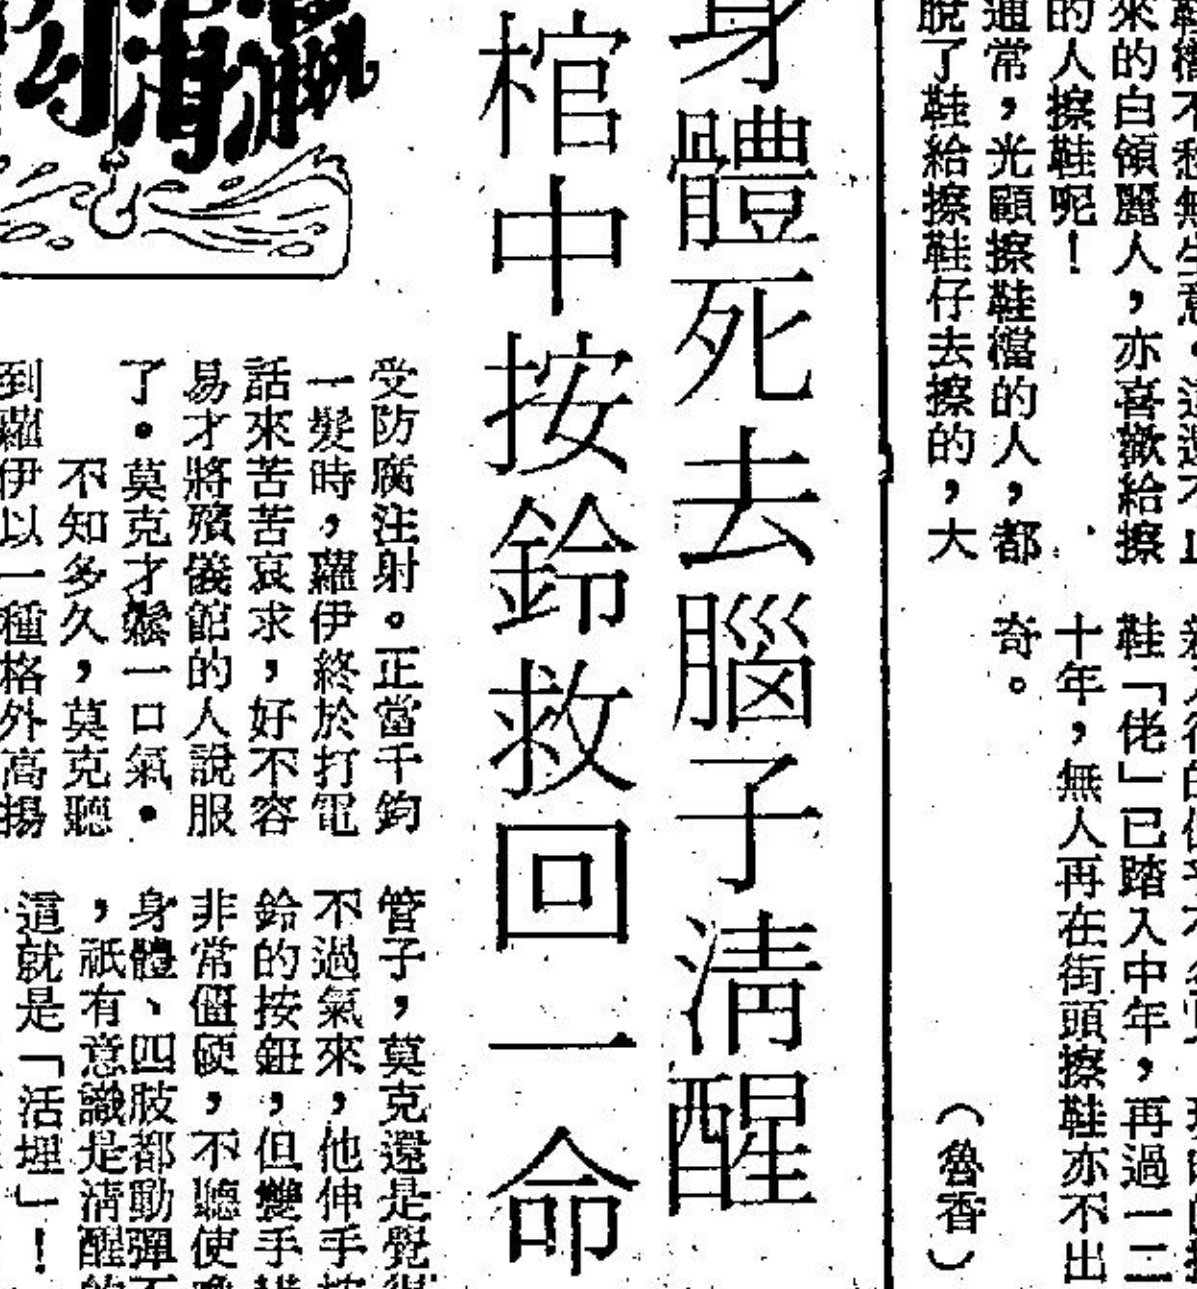 來的白領麗人，亦喜歡給擦
的人擦鞋呢！
通常，光顧擦鞋檔的人，都
脫了鞋給擦鞋仔去擦的，大
鞋「佬」已踏入中年，再過一二
十年，無人再在街頭擦鞋亦不出
奇。
（魯香）
身體死去腦子清醒
棺中按鈴救回一命
受防腐注射。正當千鈞
一髮時，蘿伊終於打電
話來苦苦哀求，好不容
易才將殯儀館的人說服
了。莫克才鬆一口氣。
不知多久，莫克聽
到蘿伊以一種格外高揚
管子，莫克還是覺得
不過氣來，他伸手按
鈴的按鈕，但雙手
非常僵硬，不聽使喚
身體、四肢都動彈不
，祇有意識是清醒的
這就是「活埋」！